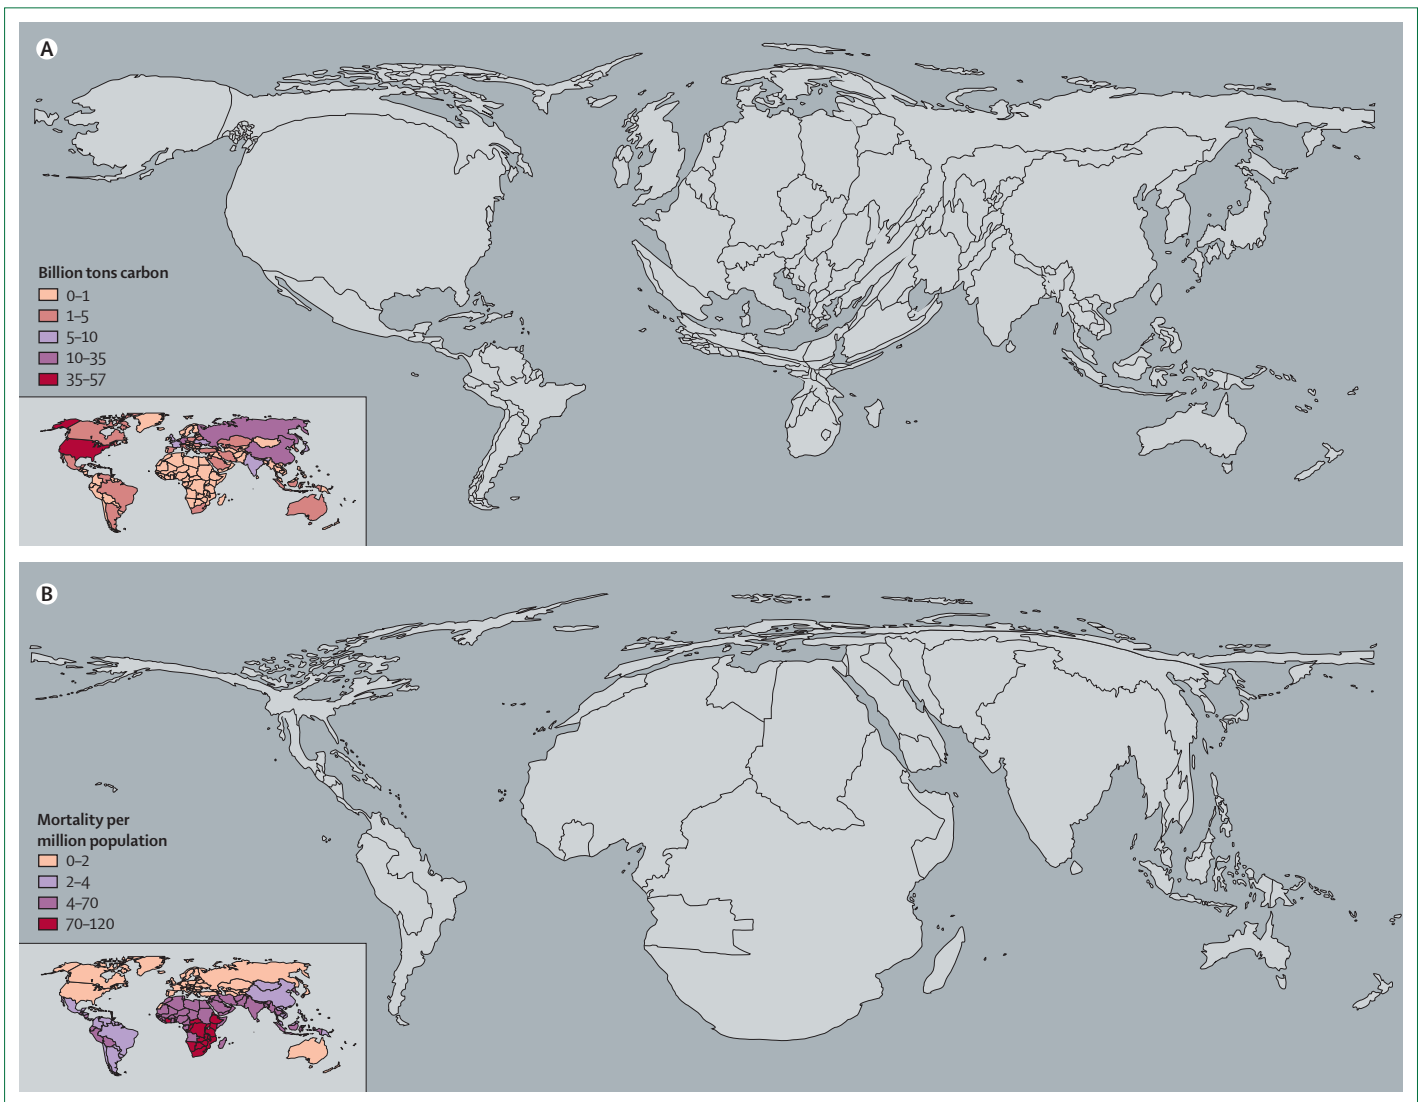 A
Billion tons carbon
0–1
1–5
5–10
10–35
35–57
B
Mortality per
million population
0–2
2–4
4–70
70–120